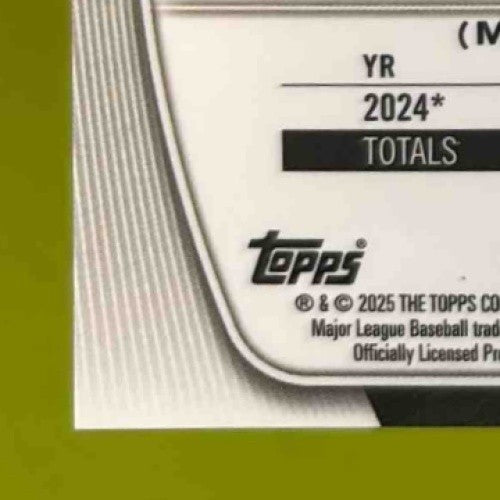 (M
YR
2024*
TOTALS
Topps®
® & © 2025 THE TOPPS CO
Major League Baseball trad
Officially Licensed Pr